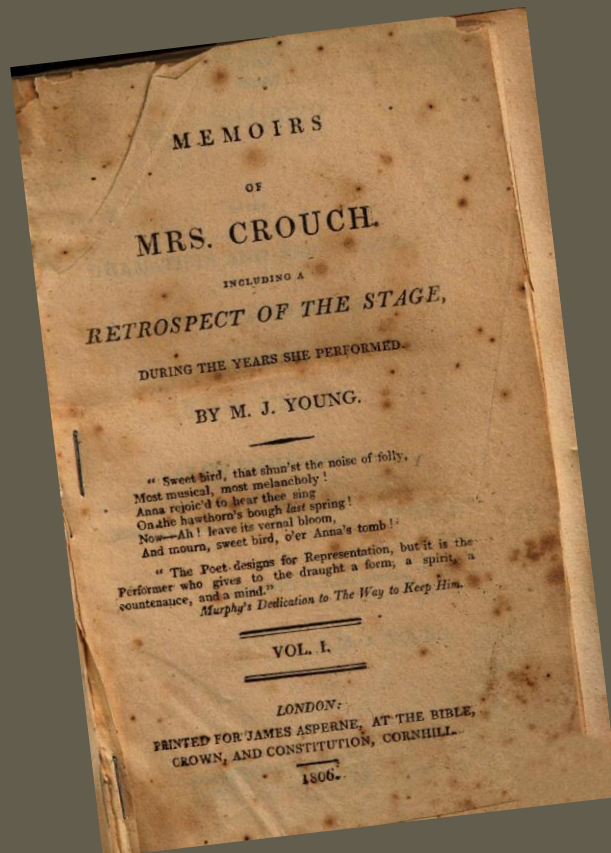 MEMOIRS
OF
MRS. CROUCH.
INCLUDING A
RETROSPECT OF THE STAGE,
DURING THE YEARS SHE PERFORMED.
BY M. J. YOUNG.
“ Sweet bird, that shun'st the noise of folly,
Most musical, most melancholy !
Anna rejoic'd to hear thee sing
On the hawthorn's bough last spring !
Now—Ah ! leave its vernal bloom,
And mourn, sweet bird, o'er Anna's tomb !
“ The Poet designs for Representation, but it is the
Performer who gives to the draught a form, a spirit, a
countenance, and a mind.”
Murphy's Dedication to The Way to Keep Him.
VOL. I.
LONDON:
PRINTED FOR JAMES ASPERNE, AT THE BIBLE,
CROWN, AND CONSTITUTION, CORNHILL.
1806.